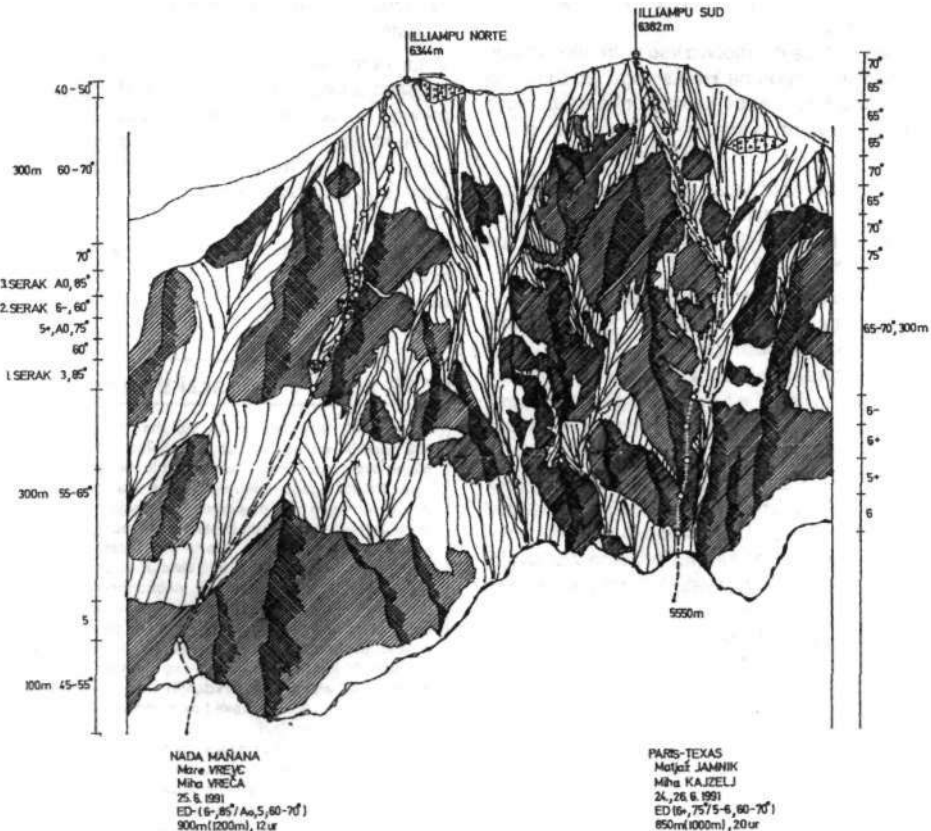 ILLIAMPU NORTE
6344m
ILLIAMPU SUD
6382m
40-50°
300m 60-70°
70°
3.SERAK A0,85°
2.SERAK 6-,60°
5+,A0,75°
60°
1.SERAK 3,85°
300m 55-65°
5
100m 45-55°
70°
65°
65°
65°
70°
65°
70°
75°
65-70°,300m
6-
6+
5+
6
5550m
NADA MAÑANA
Mare VREVC
Miha VREČA
25.6.1991
ED-(6-,85°/A0,5,60-70°)
900m(1200m), 12 ur
PARIS-TEXAS
Matjaž JAMNIK
Miha KAJZELJ
24.,26.6.1991
ED(6+,75°/5-6,60-70°)
850m(1000m), 20 ur